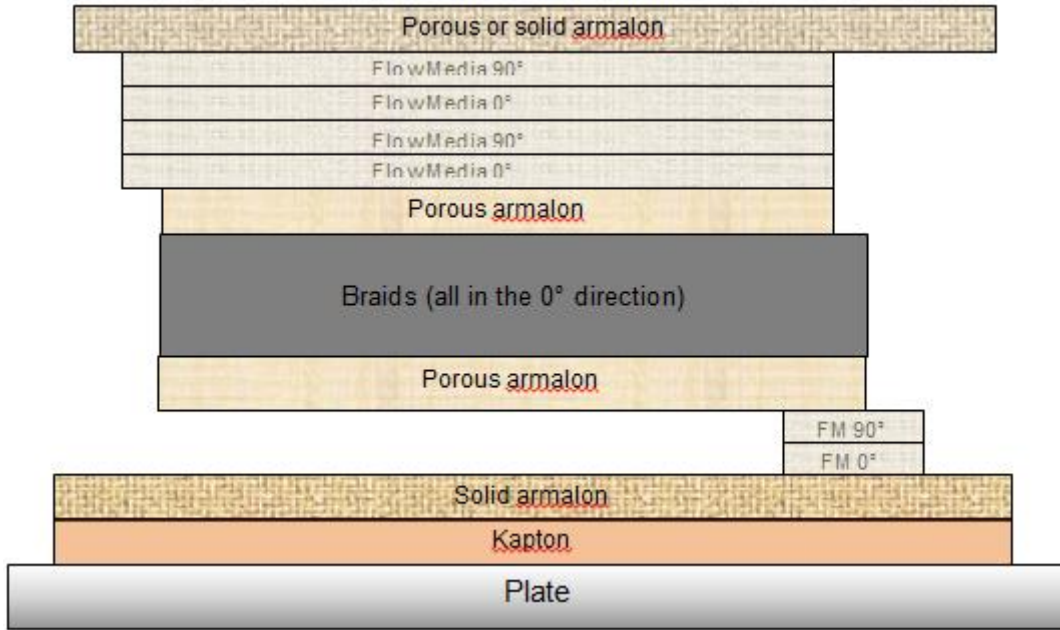 Porous or solid armalon
FlowMedia 90°
FlowMedia 0°
FlowMedia 90°
FlowMedia 0°
Porous armalon
Braids (all in the 0° direction)
Porous armalon
FM 90°
FM 0°
Solid armalon
Kapton
Plate